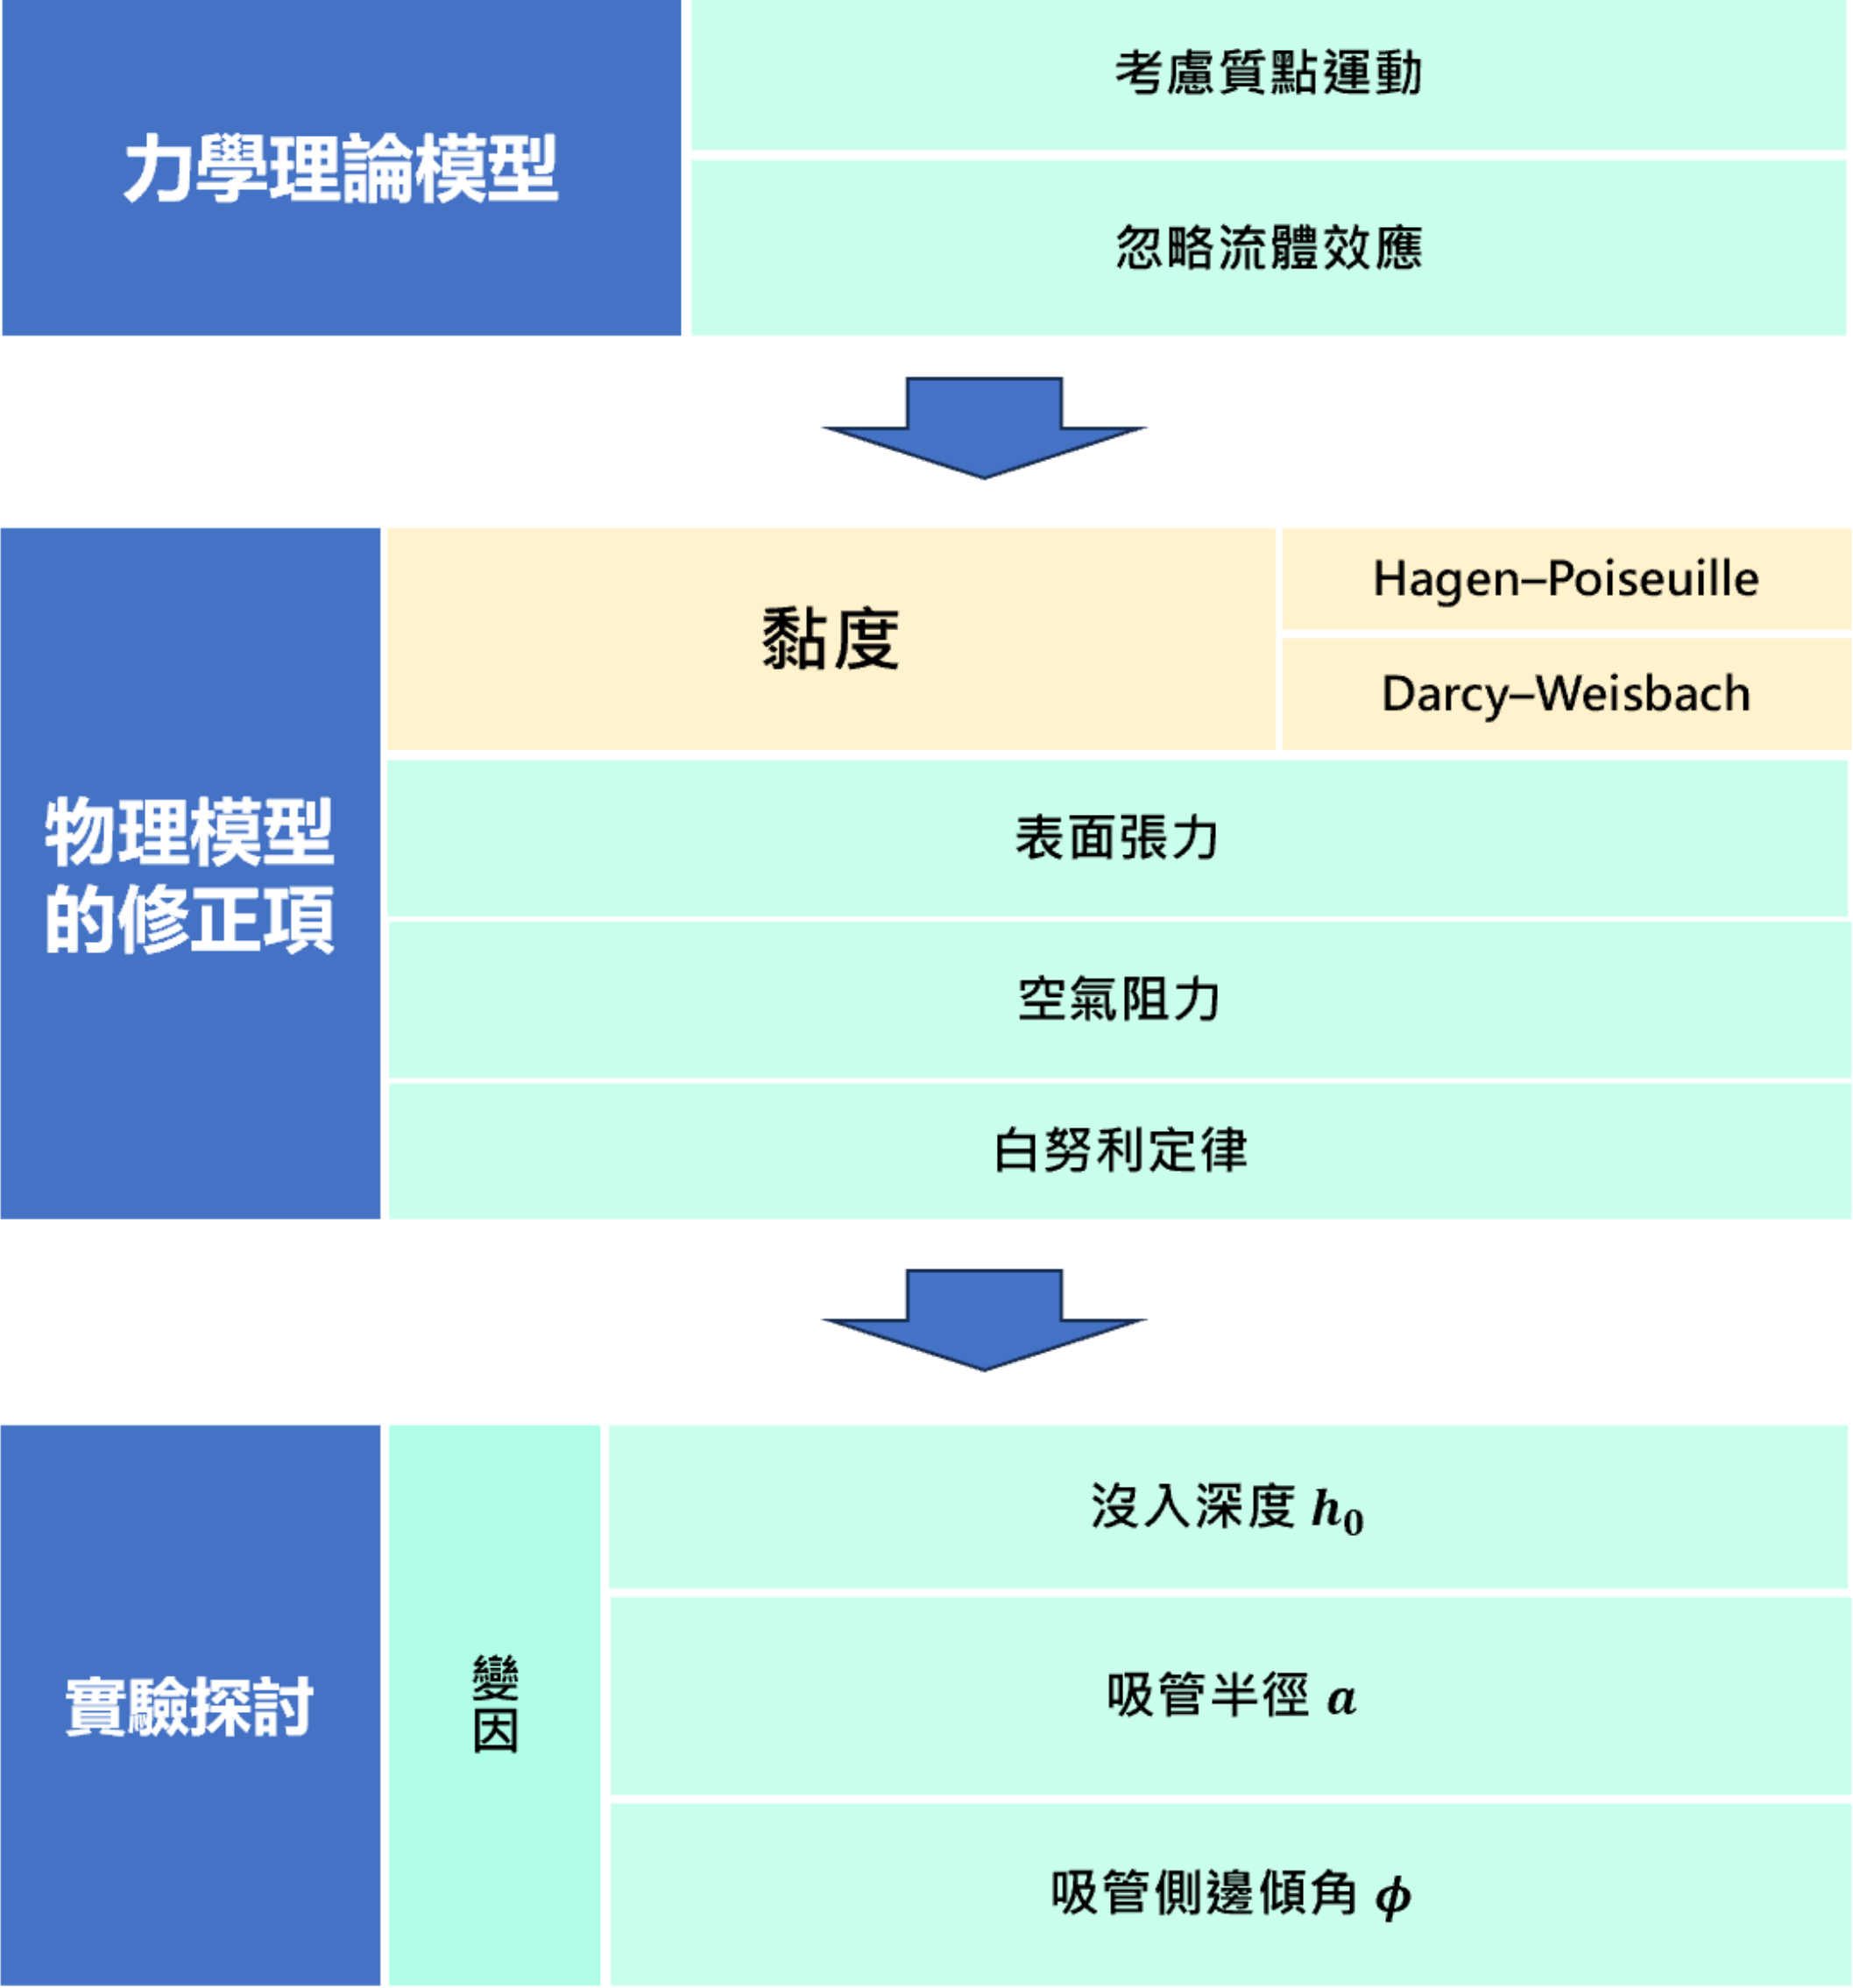 力學理論模型
考慮質點運動
忽略流體效應
物理模型
的修正項
黏度
Hagen–Poiseuille
Darcy–Weisbach
表面張力
空氣阻力
白努利定律
實驗探討
變
因
沒入深度 h₀
吸管半徑 a
吸管側邊傾角 ϕ